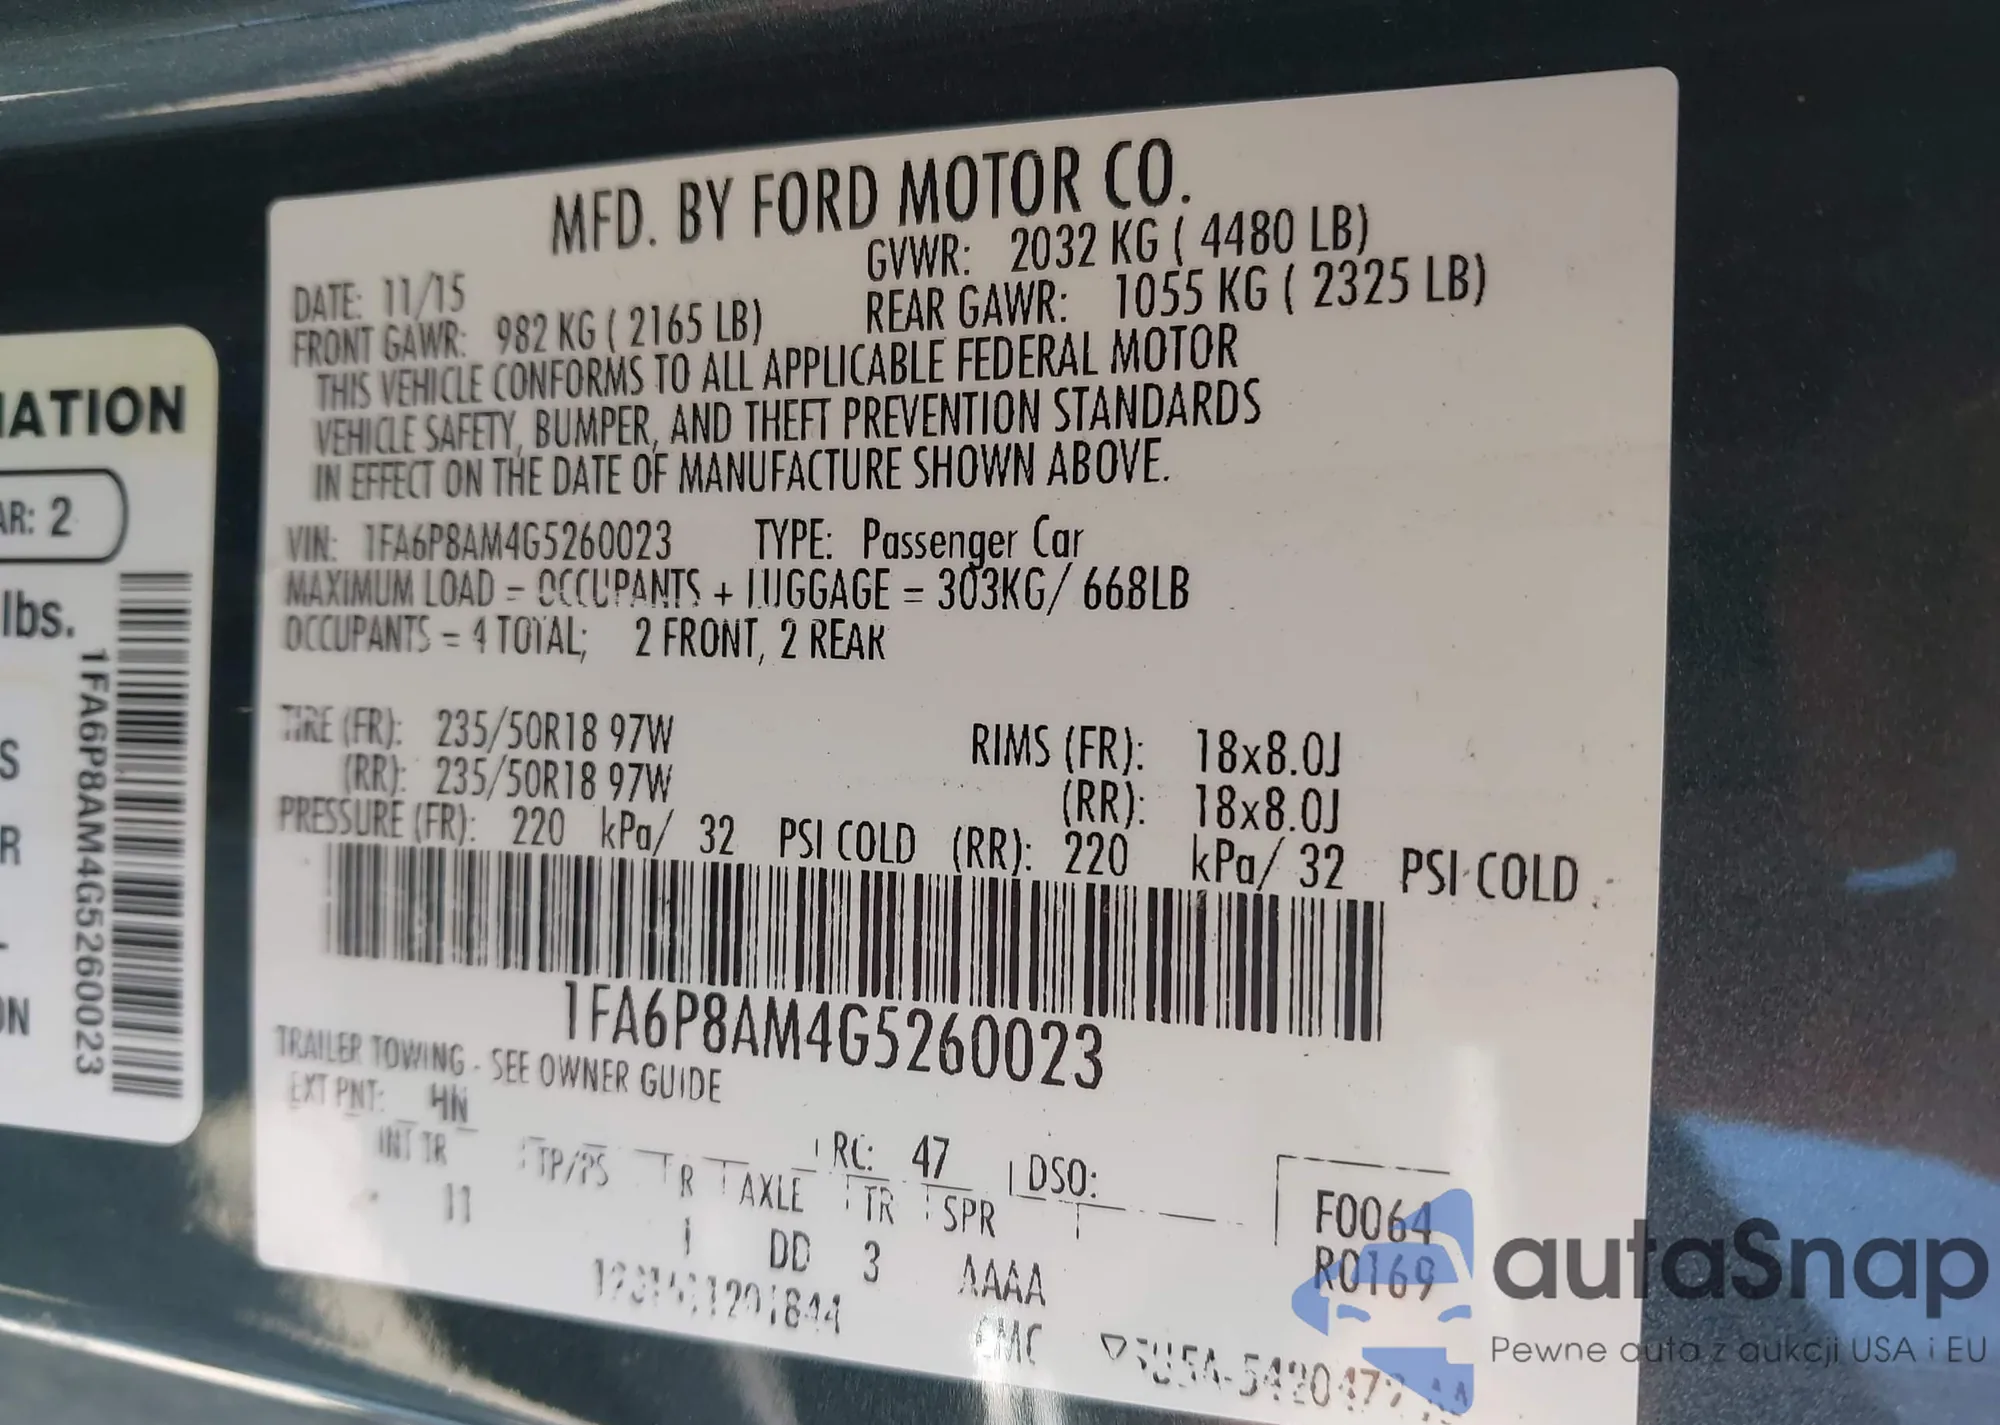 MFD. BY FORD MOTOR CO.
DATE: 11/15
GVWR: 2032 KG ( 4480 LB)
FRONT GAWR: 982 KG ( 2165 LB)
REAR GAWR: 1055 KG ( 2325 LB)
THIS VEHICLE CONFORMS TO ALL APPLICABLE FEDERAL MOTOR
VEHICLE SAFETY, BUMPER, AND THEFT PREVENTION STANDARDS
IN EFFECT ON THE DATE OF MANUFACTURE SHOWN ABOVE.
VIN: 1FA6P8AM4G5260023 TYPE: Passenger Car
MAXIMUM LOAD = OCCUPANTS + LUGGAGE = 303KG/ 668LB
OCCUPANTS = 4 TOTAL; 2 FRONT, 2 REAR
TIRE (FR): 235/50R18 97W RIMS (FR): 18x8.0J
(RR): 235/50R18 97W (RR): 18x8.0J
PRESSURE (FR): 220 kPa/ 32 PSI COLD (RR): 220 kPa/ 32 PSI COLD
1FA6P8AM4G5260023
TRAILER TOWING - SEE OWNER GUIDE
EXT PNT: HN RC: 47 DSO:
INT TR TP/PS R AXLE TR SPR
11 1 DD 3 AAAA
F0064
R0169
AR: 2
lbs.
1FA6P8AM4G5260023
autaSnap
Pewne auta z aukcji USA i EU